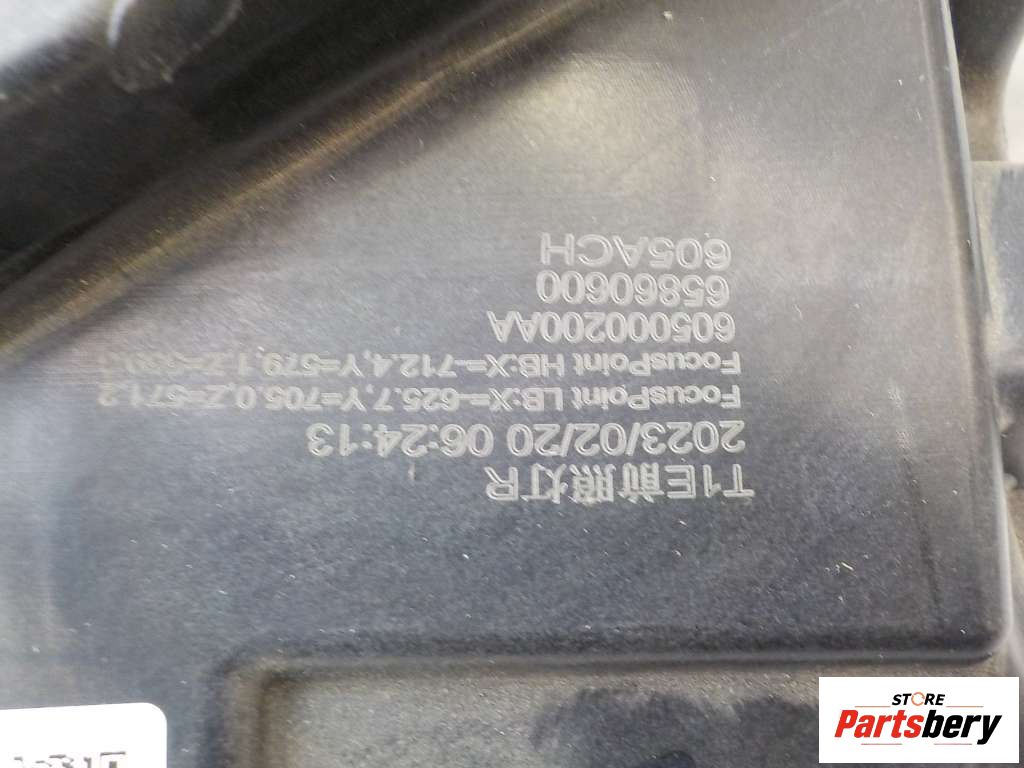 T1E前照灯R
2023/02/20 06:24:13
FocusPoint LB:X=-625.7,Y=705.0,Z=571.2
FocusPoint HB:X=-712.4,Y=579.1,Z=
605000200AA
65860600
605ACH
STORE
Partsbery